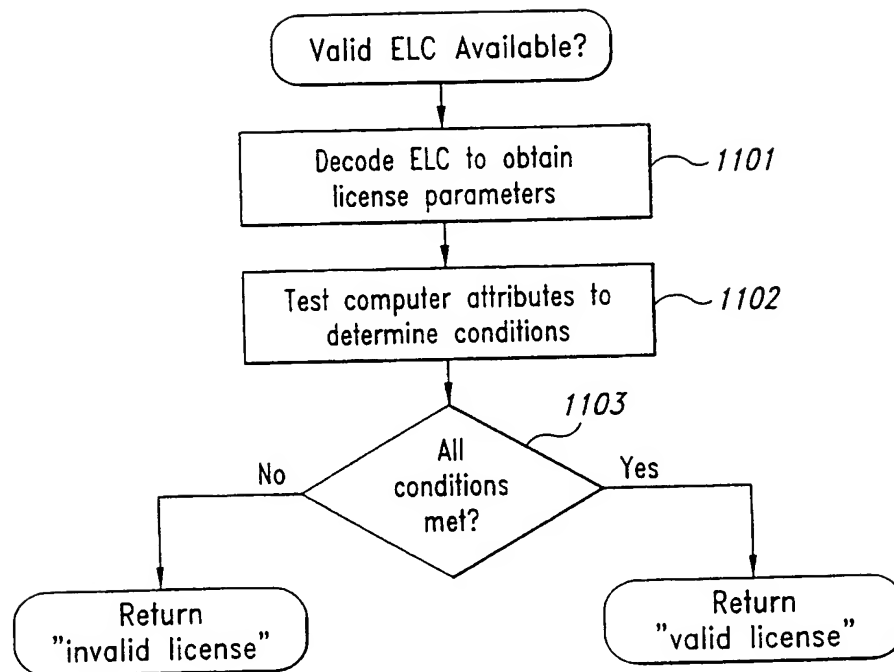 Valid ELC Available?
Decode ELC to obtain
license parameters
1101
Test computer attributes to
determine conditions
1102
1103
All
conditions
met?
No
Yes
Return
"invalid license"
Return
"valid license"